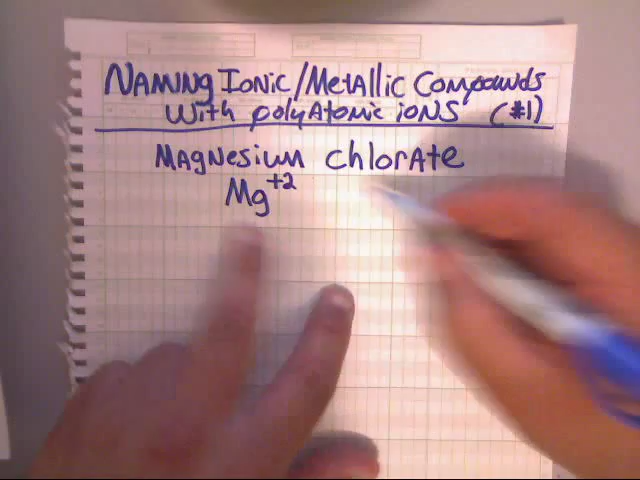 NAMING IONIC/METALLIC COMPOUNDS
WITH POLYATOMIC IONS (#1)
MAGNESIUM CHLORATE
Mg+2